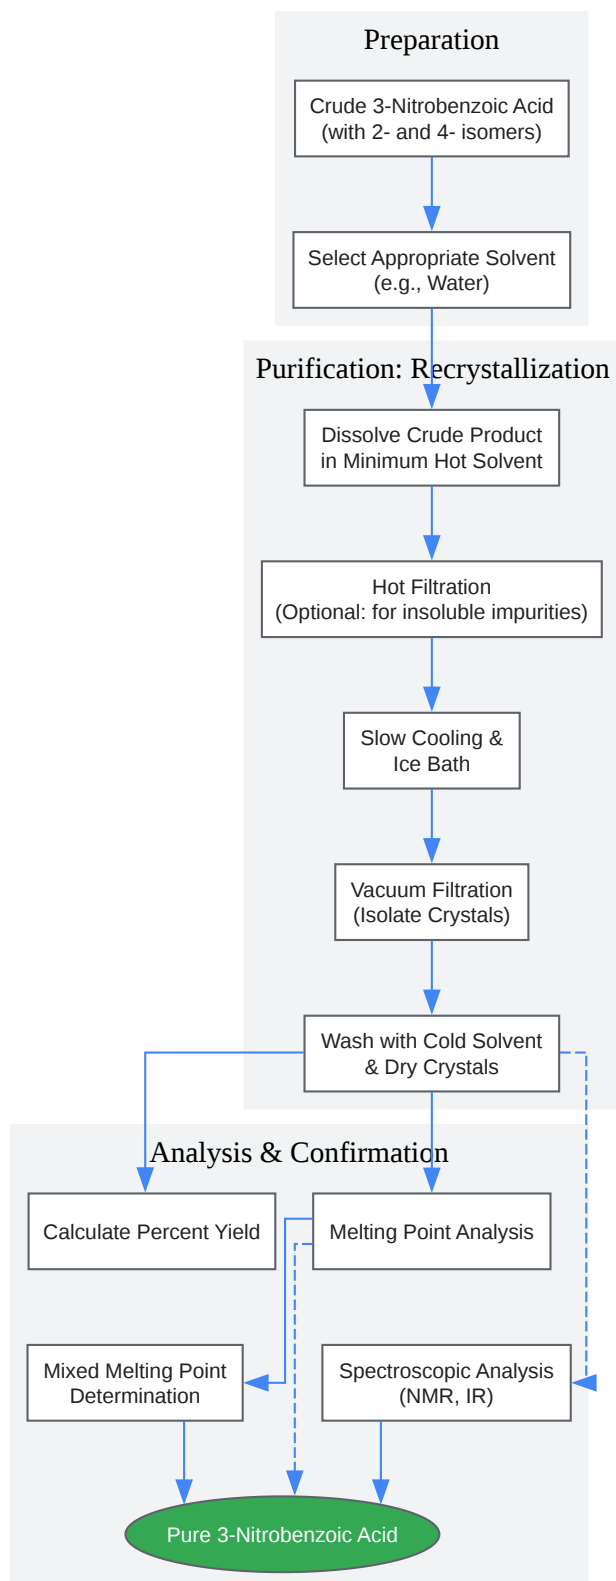 Preparation
Crude 3-Nitrobenzoic Acid
(with 2- and 4- isomers)
Select Appropriate Solvent
(e.g., Water)
Purification: Recrystallization
Dissolve Crude Product
in Minimum Hot Solvent
Hot Filtration
(Optional: for insoluble impurities)
Slow Cooling &
Ice Bath
Vacuum Filtration
(Isolate Crystals)
Wash with Cold Solvent
& Dry Crystals
Analysis & Confirmation
Calculate Percent Yield
Melting Point Analysis
Mixed Melting Point
Determination
Spectroscopic Analysis
(NMR, IR)
Pure 3-Nitrobenzoic Acid